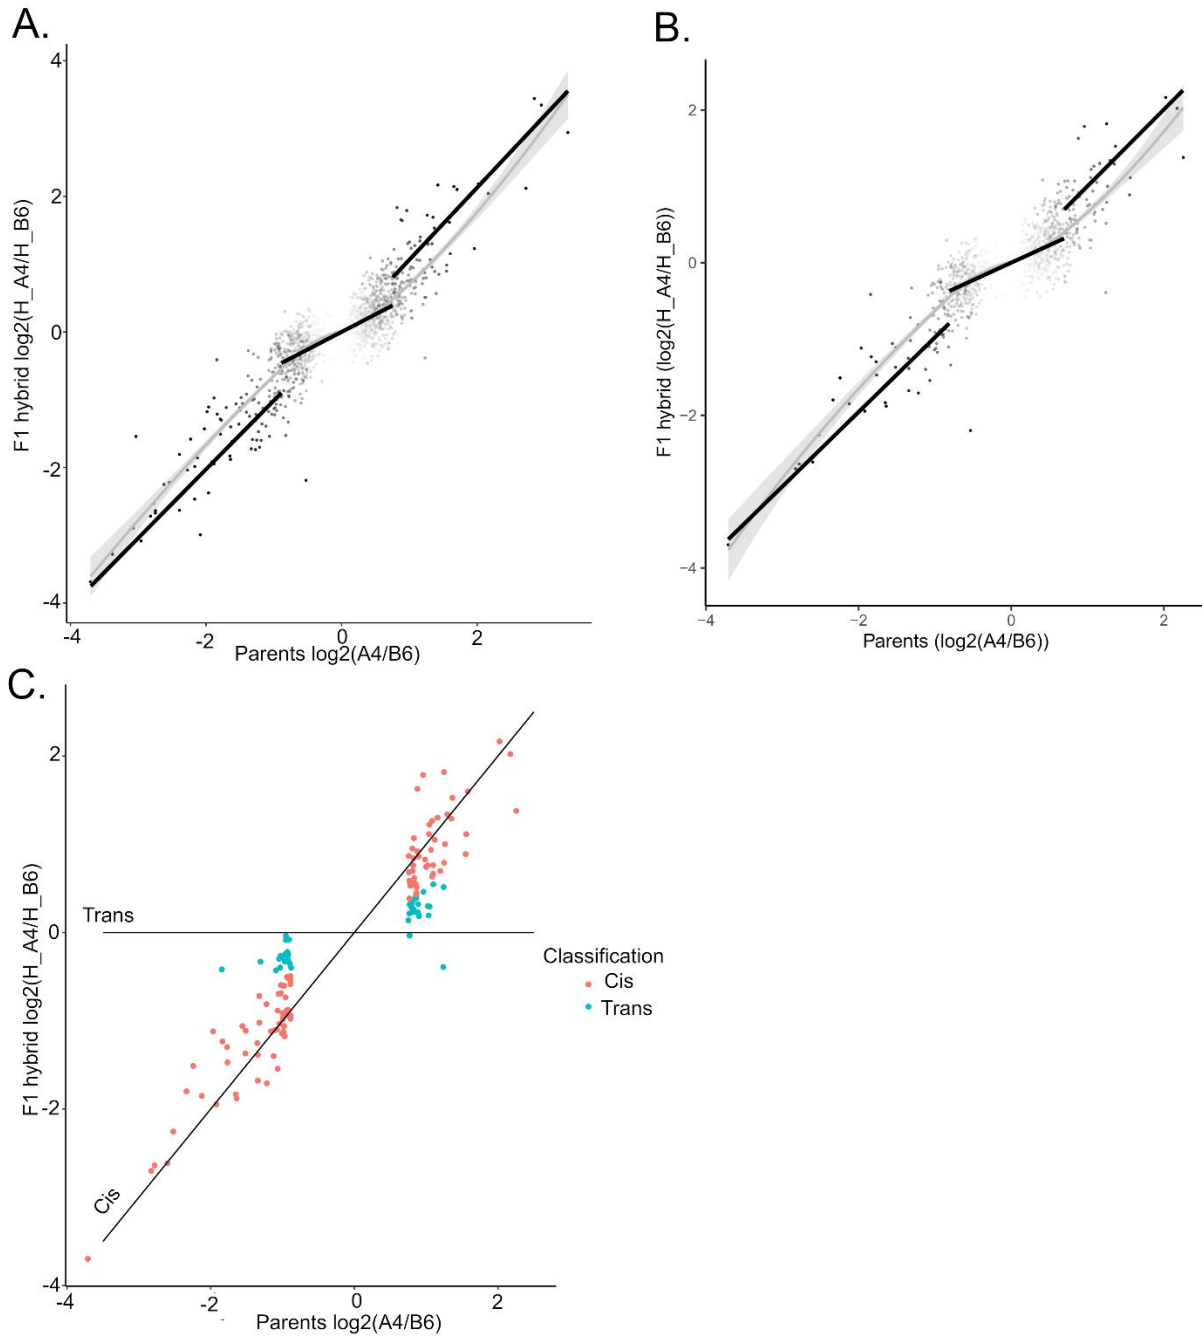 A.
4
2
0
-2
-4
-4
-2
0
2
F1 hybrid log2(H_A4/H_B6)
Parents log2(A4/B6)
B.
2
0
−2
−4
−4
−2
0
2
F1 hybrid (log2(H_A4/H_B6))
Parents (log2(A4/B6))
C.
2
0
-2
-4
-4
-2
0
2
F1 hybrid log2(H_A4/H_B6)
Parents log2(A4/B6)
Trans
Cis
Classification
Cis
Trans